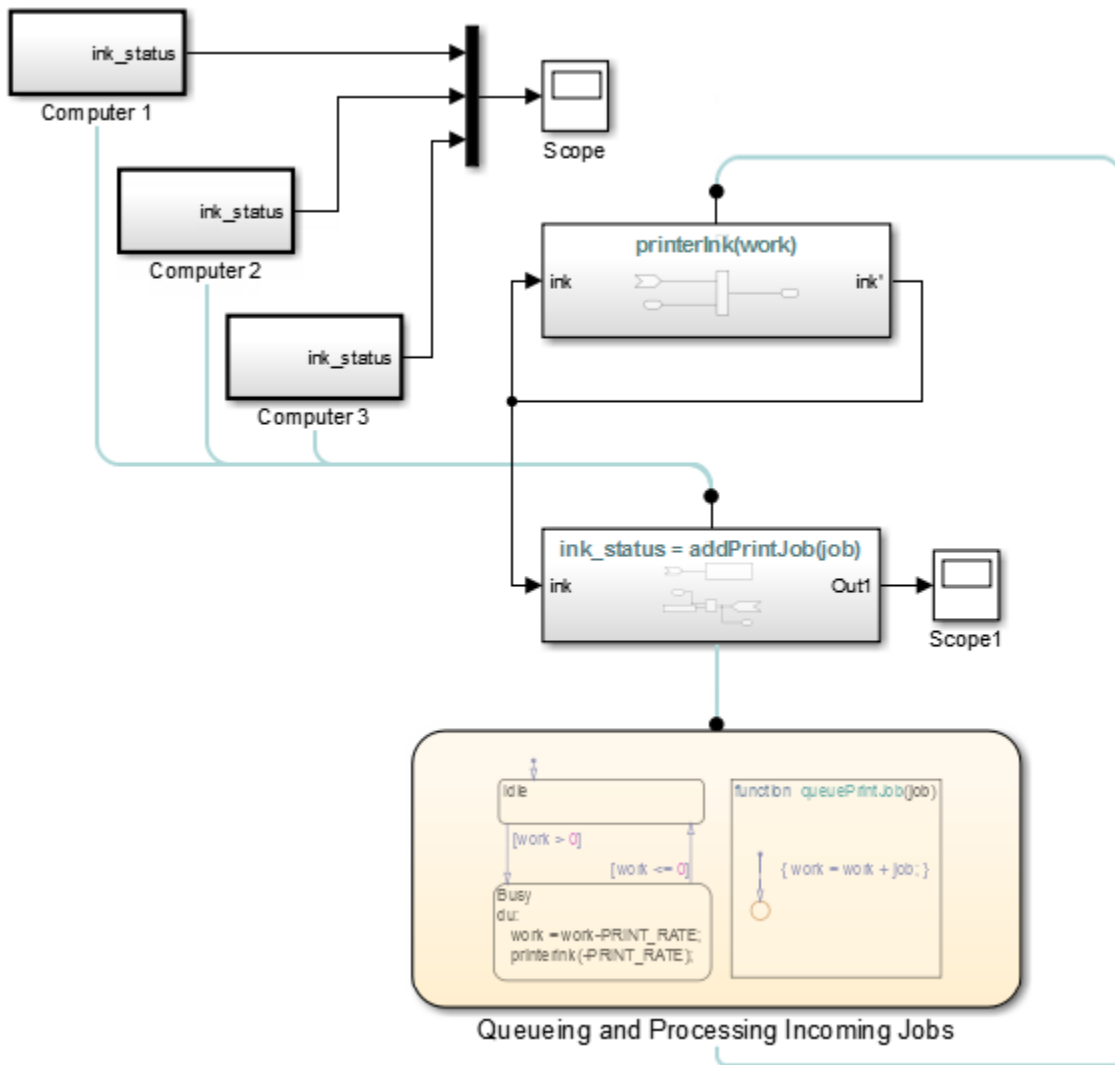 ink_status
Computer 1
Scope
ink_status
Computer 2
printerInk(work)
ink
ink'
ink_status
Computer 3
ink_status = addPrintJob(job)
ink
Out1
Scope1
Idle
function queuePrintJob(job)
[work > 0]
[work <= 0]
{ work = work + job; }
Busy
du:
work =work-PRINT_RATE;
printerInk(-PRINT_RATE);
Queueing and Processing Incoming Jobs